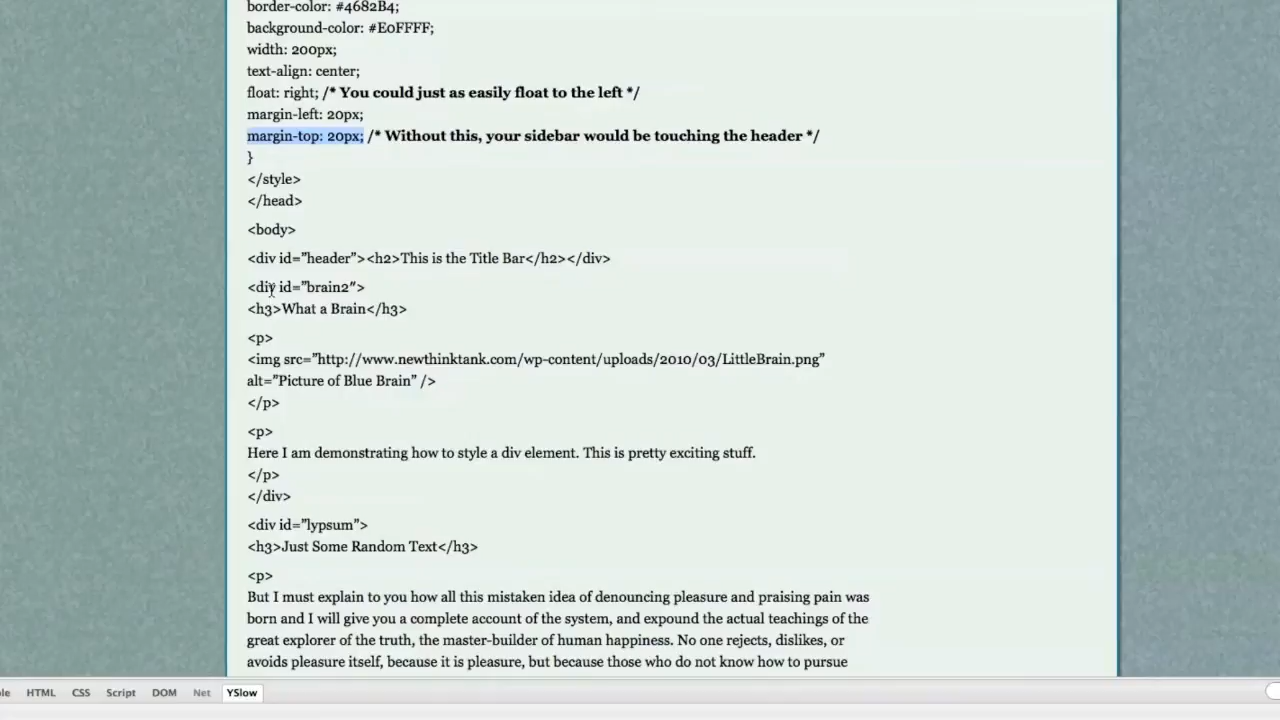 border-color: #4682B4;
background-color: #E0FFFF;
width: 200px;
text-align: center;
float: right; /* You could just as easily float to the left */
margin-left: 20px;
margin-top: 20px; /* Without this, your sidebar would be touching the header */
}
</style>
</head>
<body>
<div id=”header”><h2>This is the Title Bar</h2></div>
<div id=”brain2″>
<h3>What a Brain</h3>
<p>
<img src=”http://www.newthinktank.com/wp-content/uploads/2010/03/LittleBrain.png”
alt=”Picture of Blue Brain” />
</p>
<p>
Here I am demonstrating how to style a div element. This is pretty exciting stuff.
</p>
</div>
<div id=”lypsum”>
<h3>Just Some Random Text</h3>
<p>
But I must explain to you how all this mistaken idea of denouncing pleasure and praising pain was
born and I will give you a complete account of the system, and expound the actual teachings of the
great explorer of the truth, the master-builder of human happiness. No one rejects, dislikes, or
avoids pleasure itself, because it is pleasure, but because those who do not know how to pursue
HTML CSS Script DOM Net YSlow